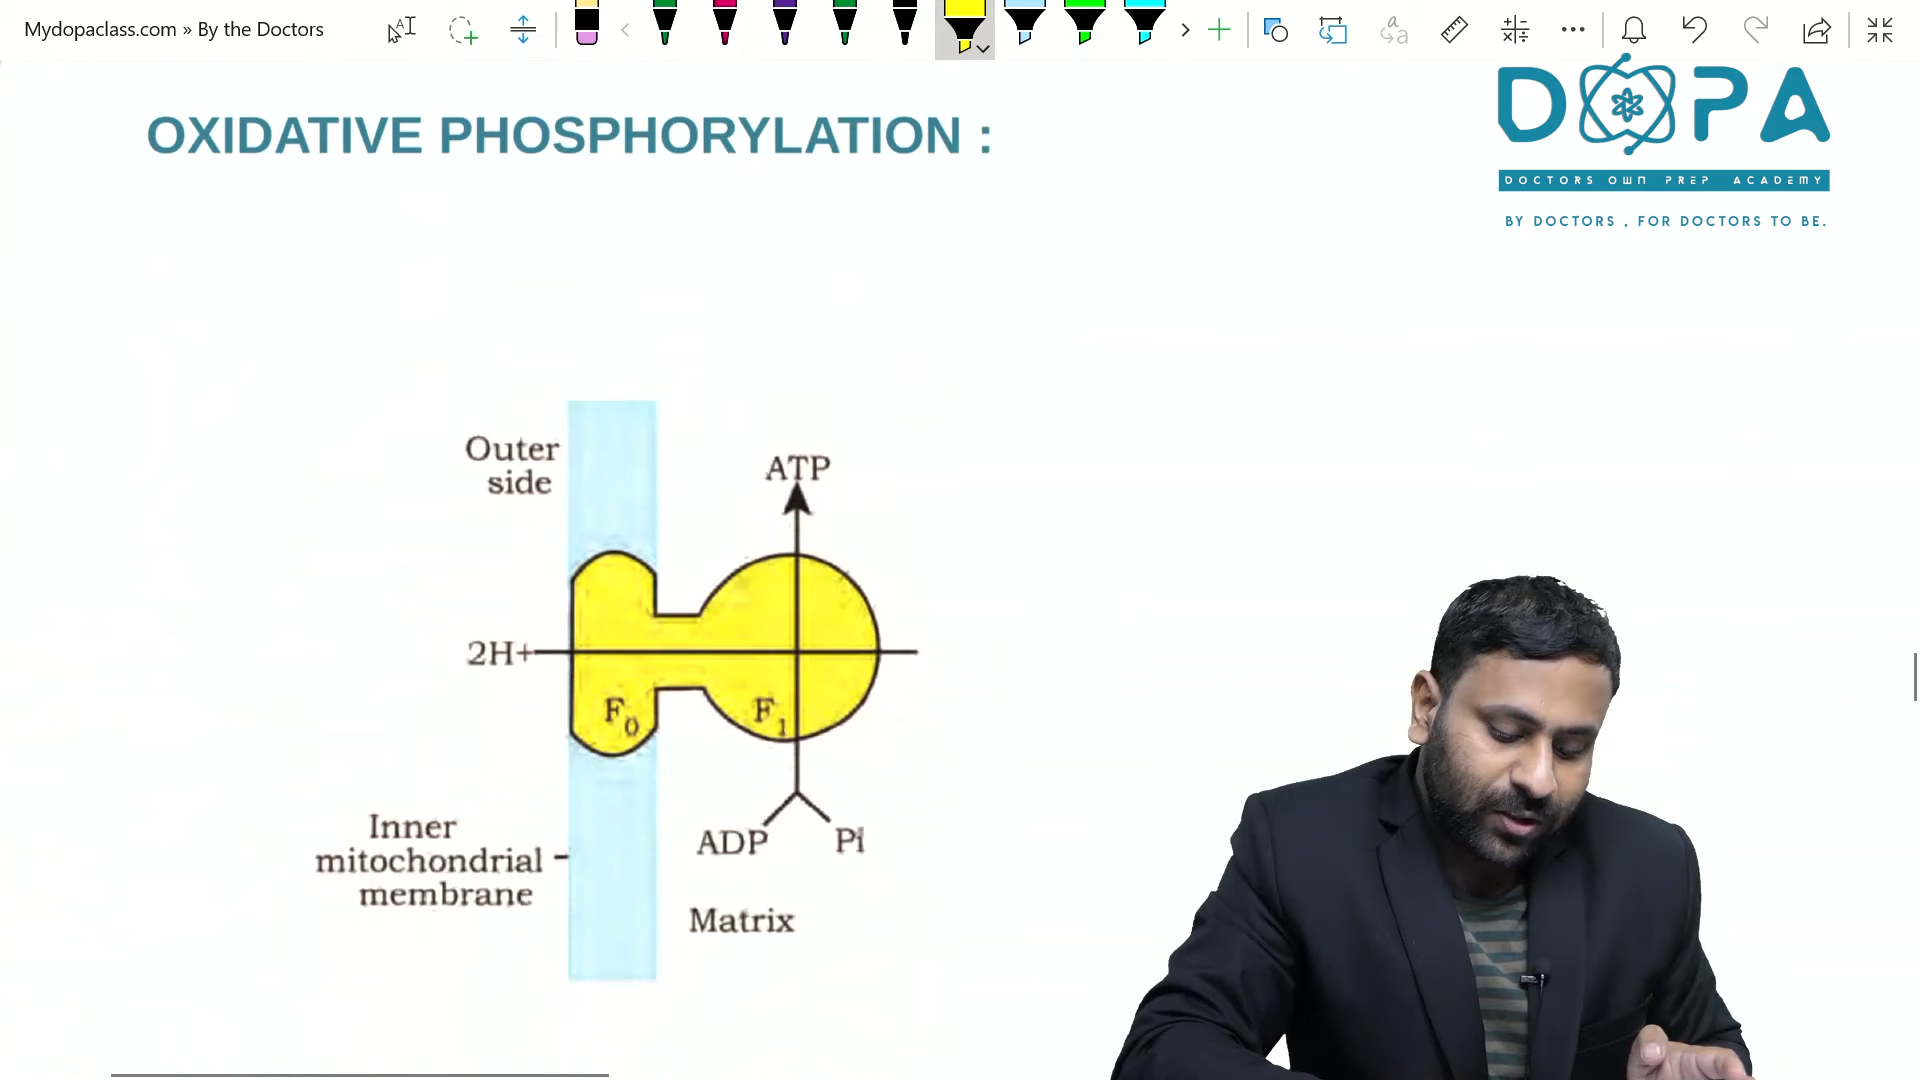 Mydopaclass.com » By the Doctors
OXIDATIVE PHOSPHORYLATION :
DOPA
DOCTORS OWN PREP ACADEMY
BY DOCTORS , FOR DOCTORS TO BE.
Outer
side
ATP
2H+
F0
F1
ADP
Pi
Inner
mitochondrial
membrane
Matrix